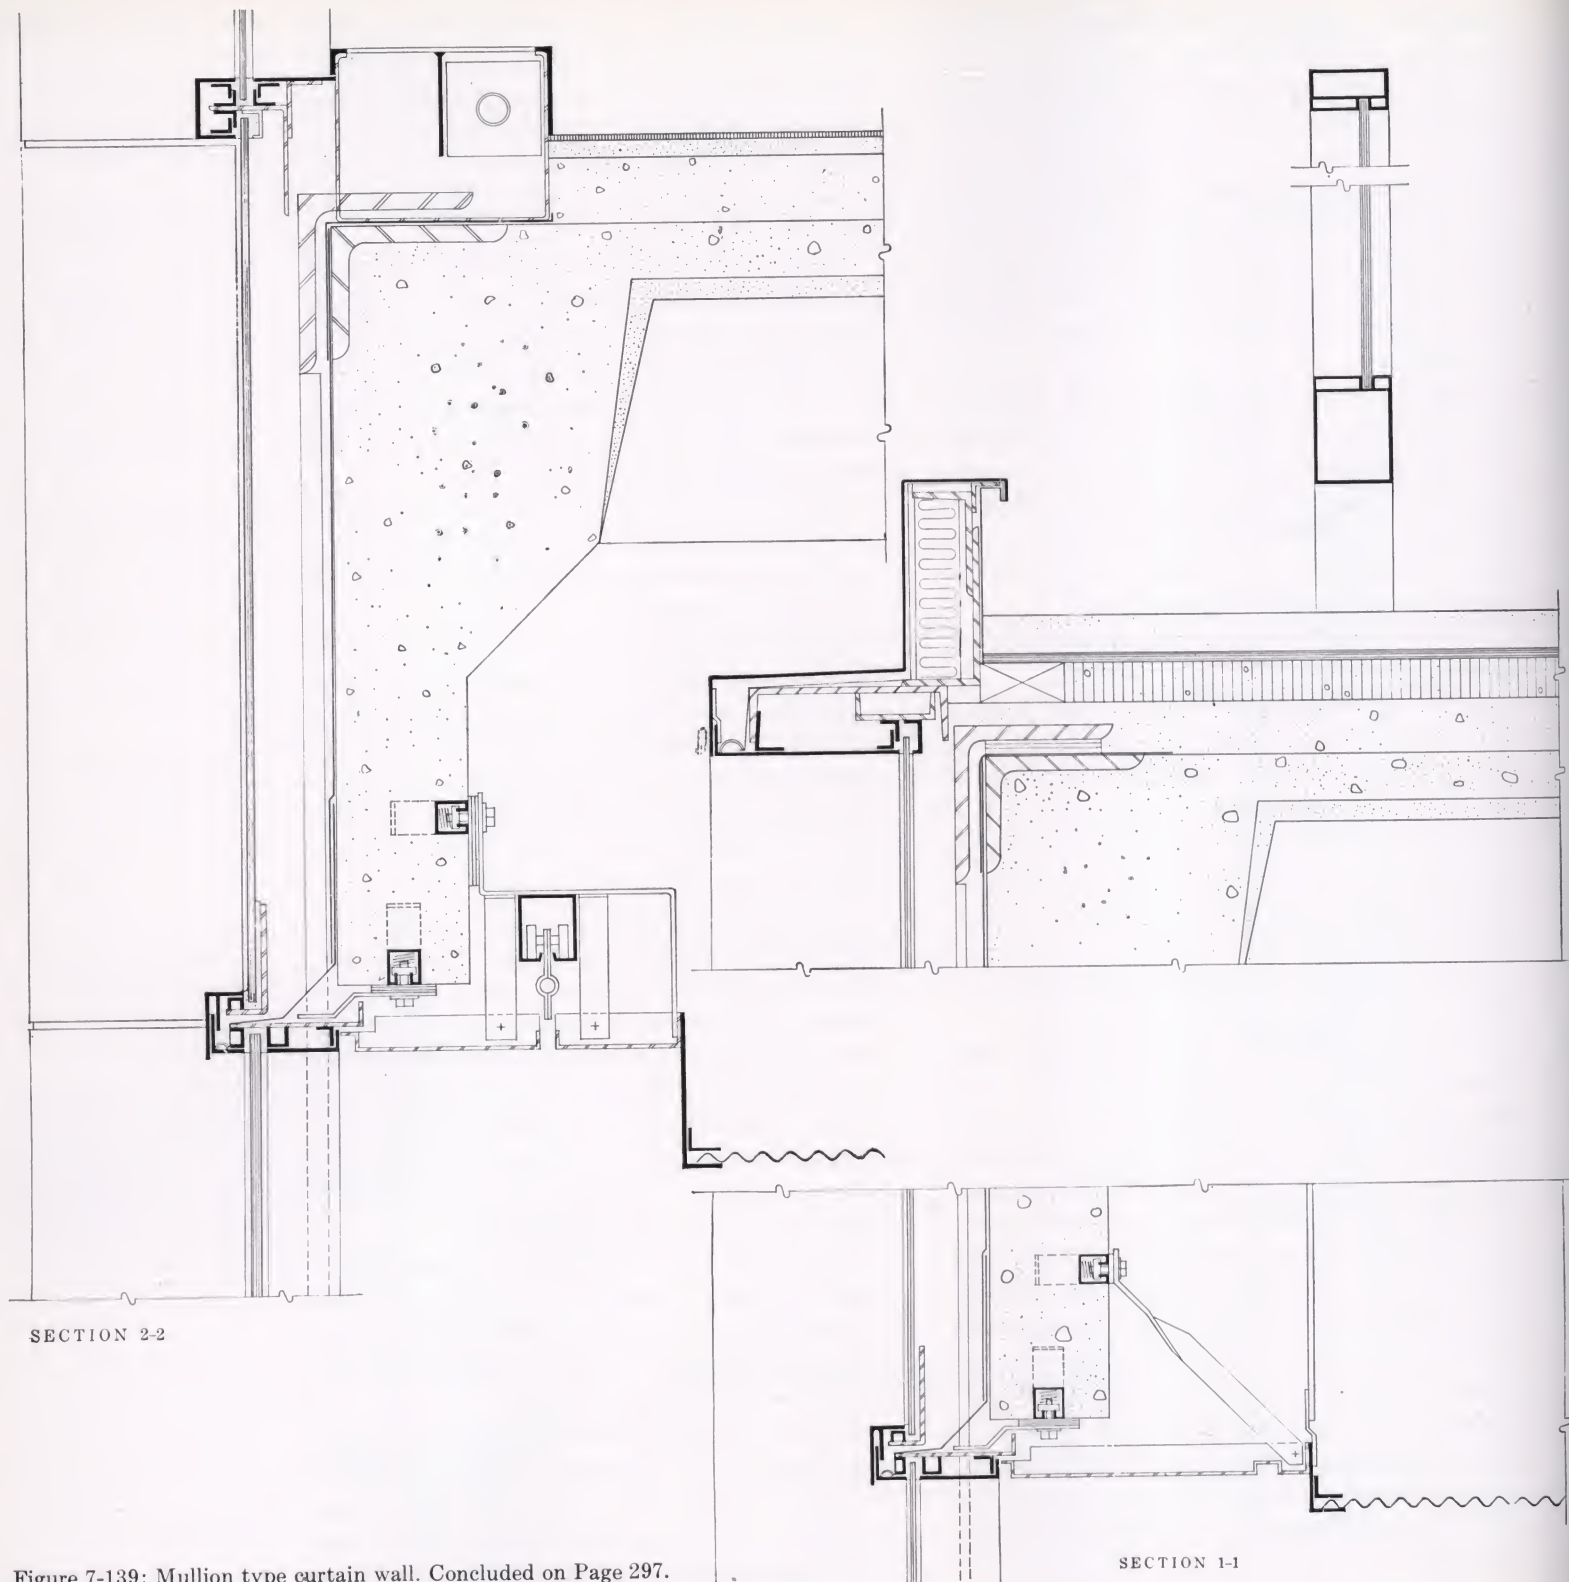 SECTION 2-2
SECTION 1-1
Figure 7-139: Mullion type curtain wall. Concluded on Page 297.